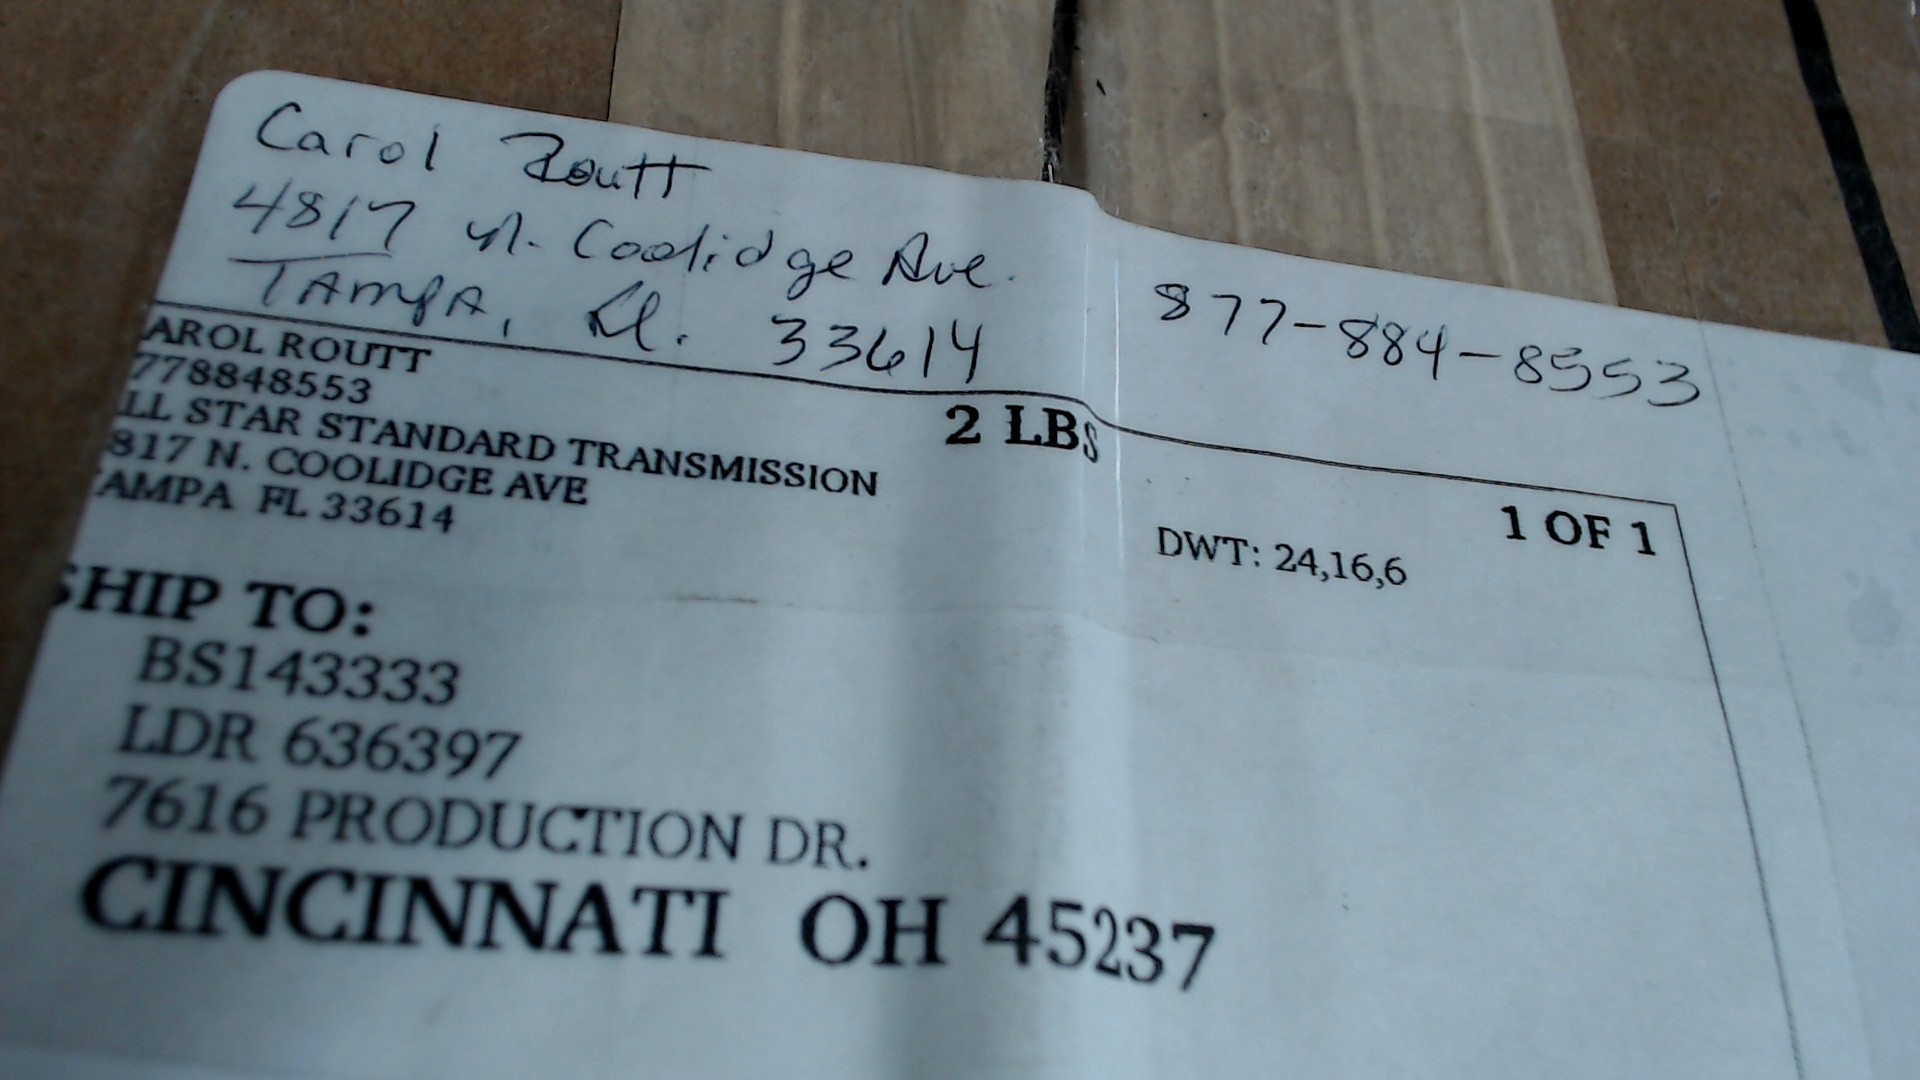 Carol Routt
4817 N. Coolidge Ave.
TAmpA, Fl. 33614
877-884-8553
AROL ROUTT
778848553
LL STAR STANDARD TRANSMISSION
817 N. COOLIDGE AVE
AMPA FL 33614
2 LBS
1 OF 1
DWT: 24,16,6
SHIP TO:
BS143333
LDR 636397
7616 PRODUCTION DR.
CINCINNATI OH 45237